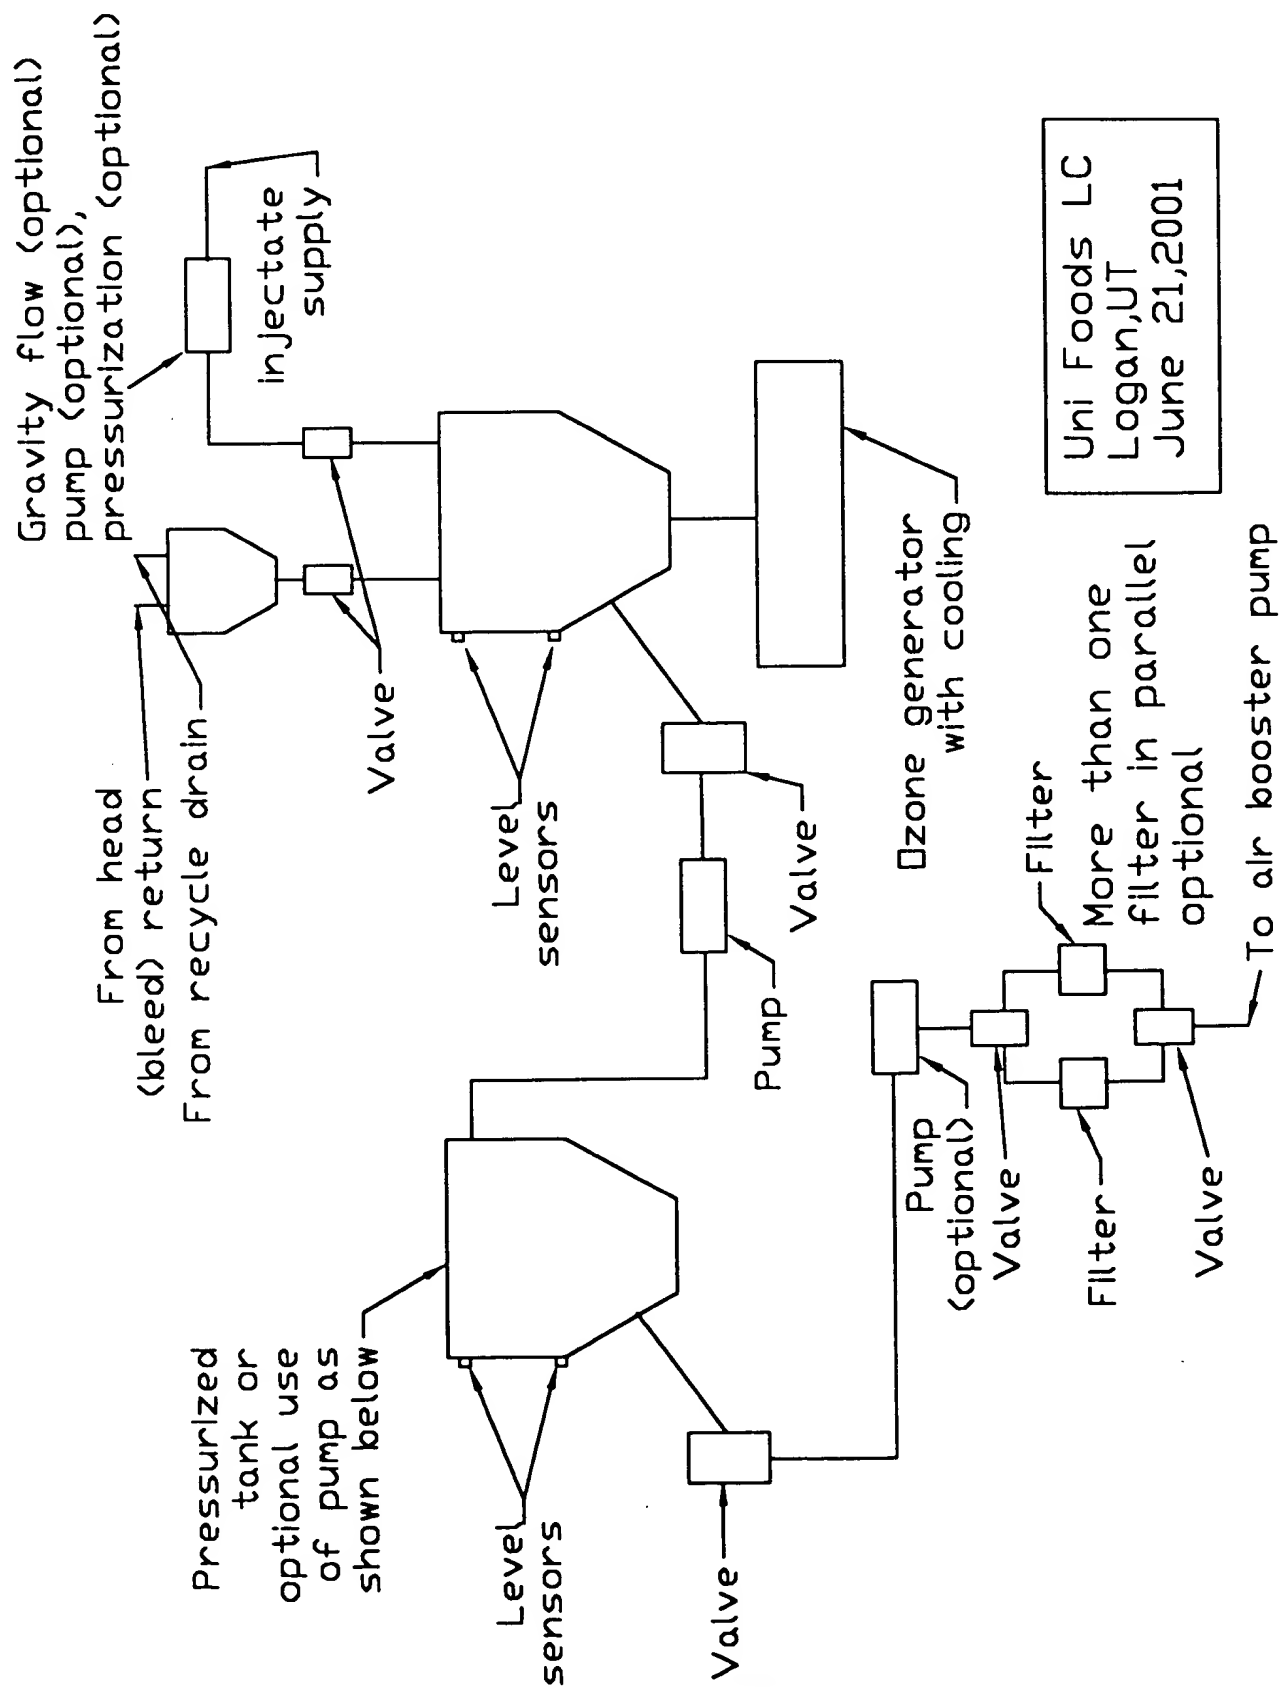 Gravity flow (optional)
pump (optional),
pressurization (optional)
From head
(bleed) return
From recycle drain
injectate
supply
Valve
Pressurized
tank or
optional use
of pump as
shown below
Level
sensors
Level
sensors
Valve
Pump
Valve
Ozone generator
with cooling
Pump
(optional)
Valve
Filter
Filter
Valve
More than one
filter in parallel
optional
To air booster pump
Uni Foods LC
Logan,UT
June 21,2001